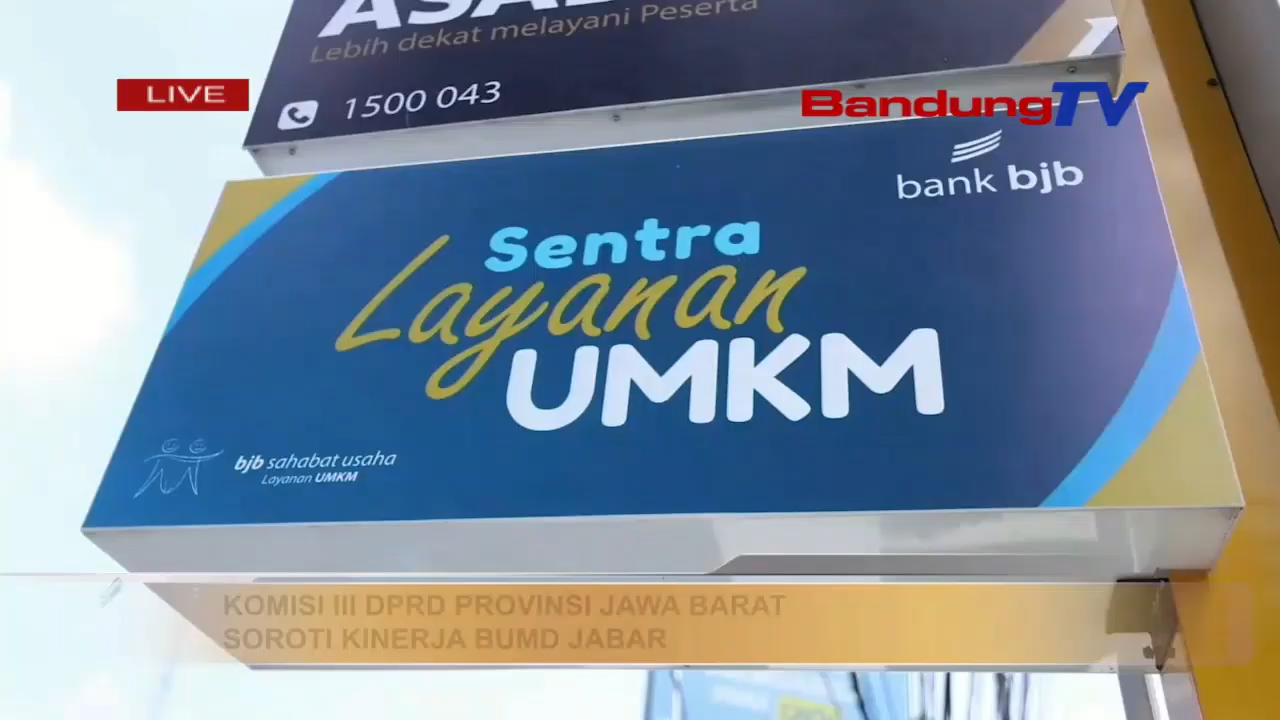 Lebih dekat melayani Peserta
1500 043
LIVE
BandungTV
bank bjb
Sentra
Layanan
UMKM
bjb sahabat usaha
Layanan UMKM
KOMISI III DPRD PROVINSI JAWA BARAT
SOROTI KINERJA BUMD JABAR